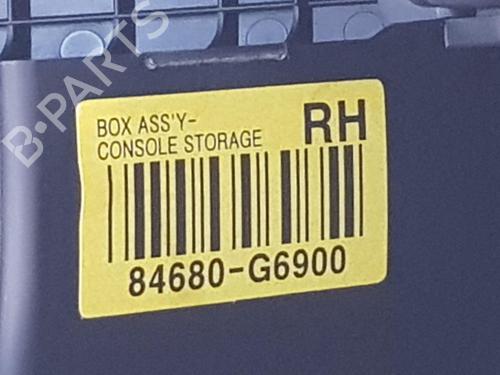 B-PARTS
BOX ASS'Y-
CONSOLE STORAGE
RH
84680-G6900